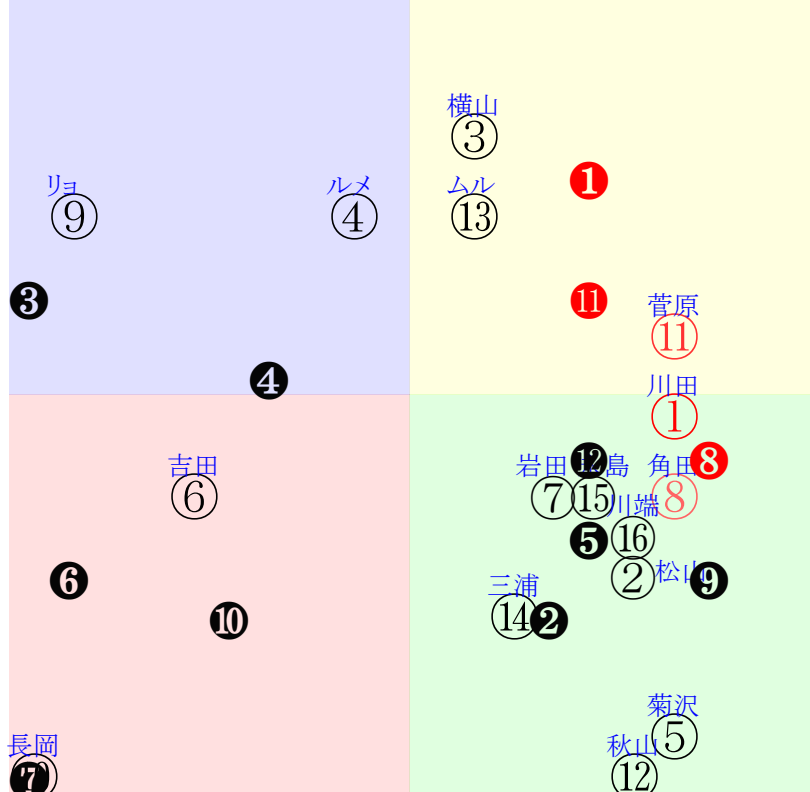 横山
③
❶
リョ
⑨
ルメ
④
ムル
⑬
❸
⓫
菅原
⑪
❹
川田
①
吉田
⑥
岩田
⑦
⓬
島
⑮
角田
❽
⑧
川端
⑯
❺
②
松山
❾
❻
三浦
⑭
❷
❿
菊沢
⑤
長岡
❼
秋山
⑫